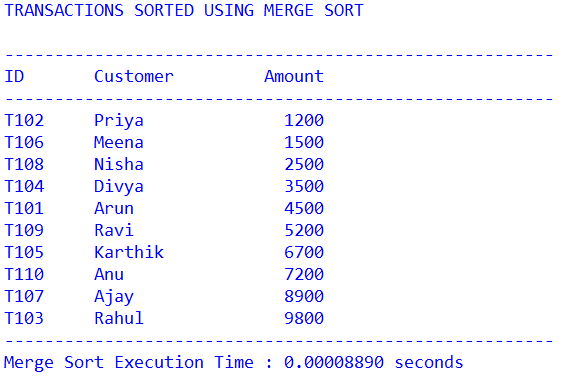 TRANSACTIONS SORTED USING MERGE SORT
-------------------------------------------------------
ID       Customer         Amount
-------------------------------------------------------
T102     Priya              1200
T106     Meena              1500
T108     Nisha              2500
T104     Divya              3500
T101     Arun               4500
T109     Ravi               5200
T105     Karthik            6700
T110     Anu                7200
T107     Ajay               8900
T103     Rahul              9800
-------------------------------------------------------
Merge Sort Execution Time : 0.00008890 seconds